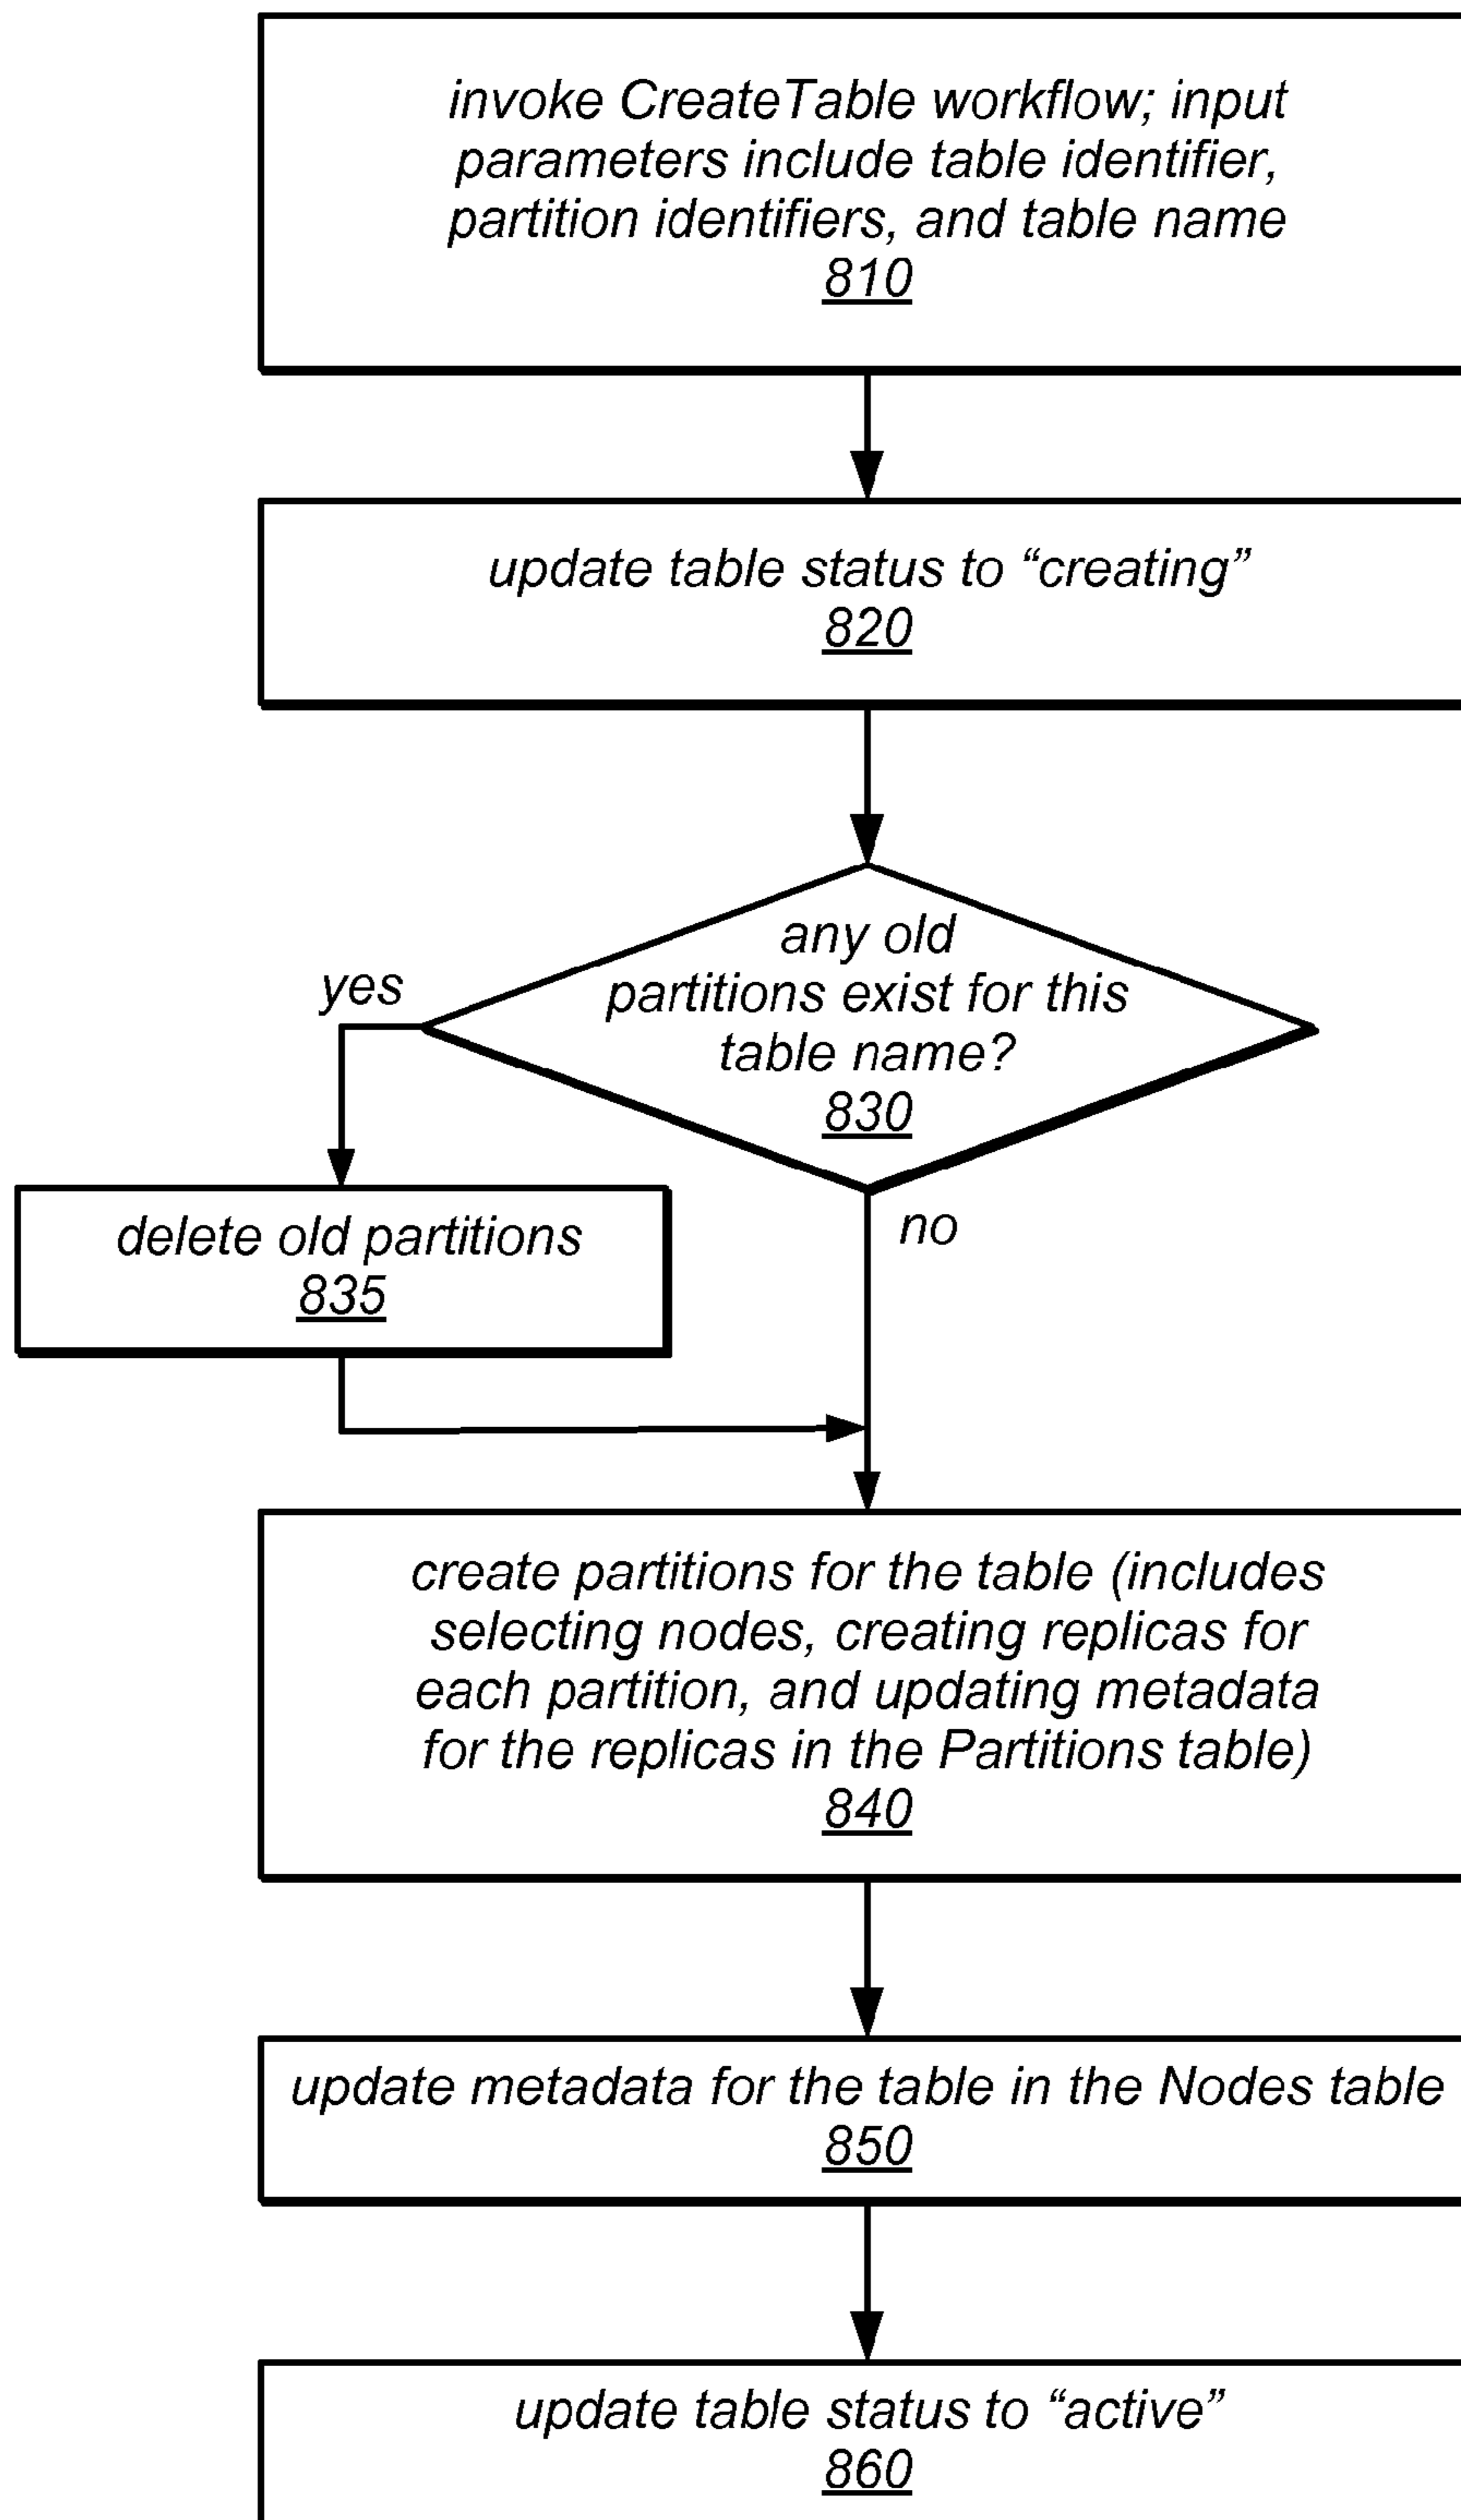 invoke CreateTable workflow; input
parameters include table identifier,
partition identifiers, and table name
810
update table status to “creating”
820
any old
partitions exist for this
table name?
830
yes
no
delete old partitions
835
create partitions for the table (includes
selecting nodes, creating replicas for
each partition, and updating metadata
for the replicas in the Partitions table)
840
update metadata for the table in the Nodes table
850
update table status to “active”
860